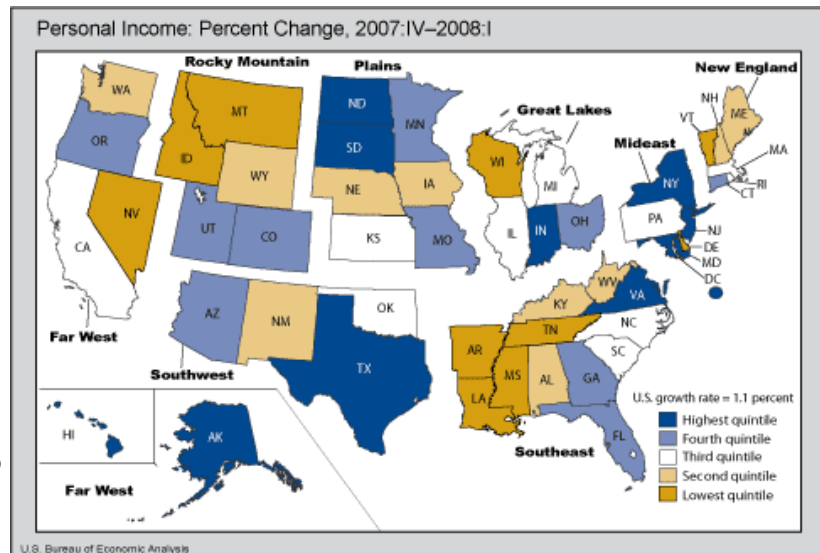 Personal Income: Percent Change, 2007:IV–2008:I
Rocky Mountain
Plains
New England
Great Lakes
Mideast
WA
OR
CA
NV
MT
ID
WY
UT
CO
ND
SD
MN
NE
IA
KS
MO
WI
MI
IL
IN
OH
VT
NH
ME
MA
RI
CT
NY
PA
NJ
DE
MD
DC
Far West
AZ
NM
OK
TX
Southwest
AR
LA
MS
TN
KY
WV
VA
NC
SC
AL
GA
FL
Southeast
HI
AK
Far West
U.S. growth rate = 1.1 percent
Highest quintile
Fourth quintile
Third quintile
Second quintile
Lowest quintile
U.S. Bureau of Economic Analysis